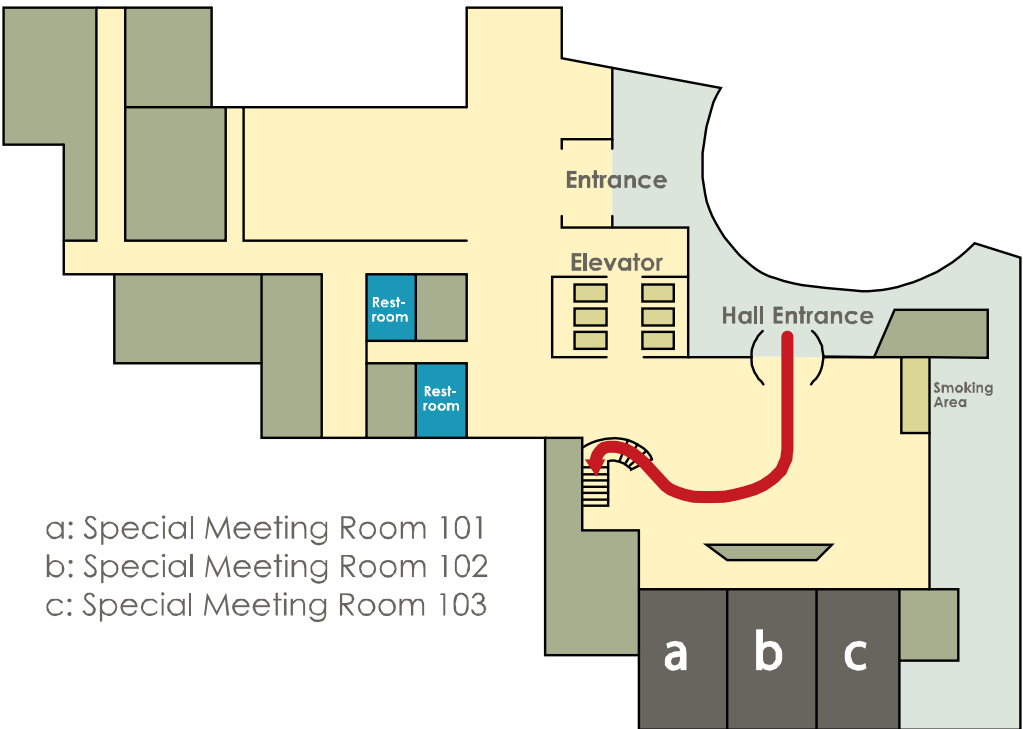 Entrance
Elevator
Hall Entrance
Rest-
room
Rest-
room
Smoking
Area
a: Special Meeting Room 101
b: Special Meeting Room 102
c: Special Meeting Room 103
a
b
c